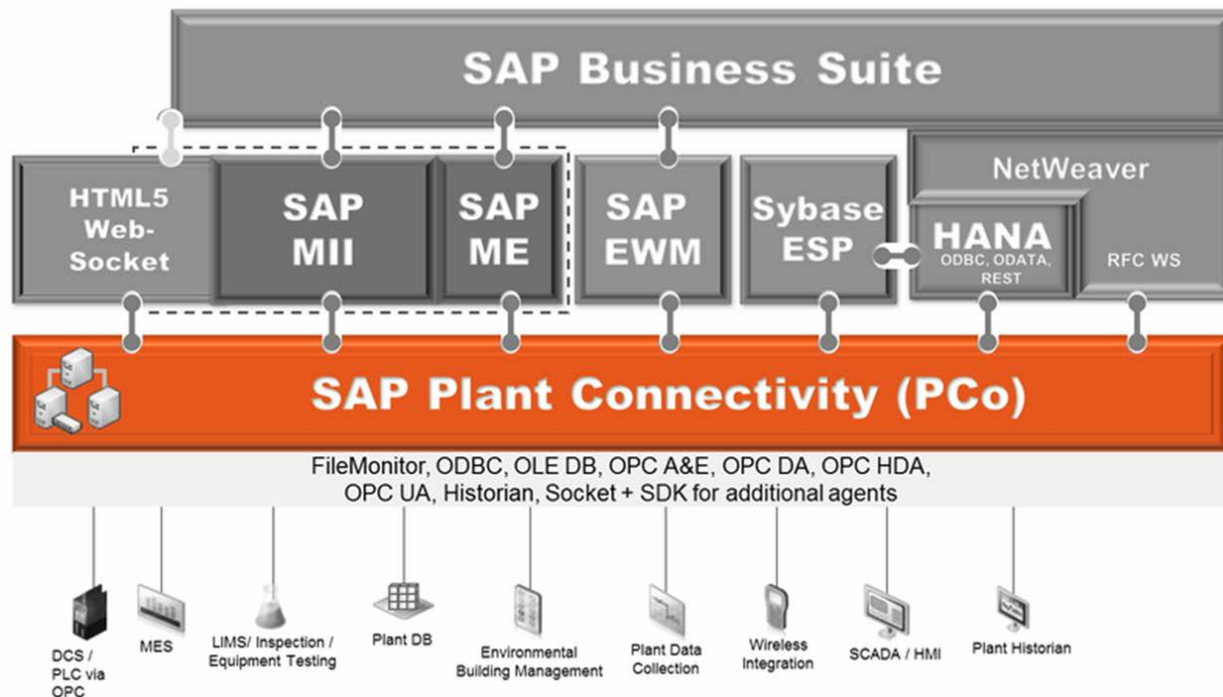 SAP Business Suite
HTML5
Web-
Socket
SAP
MII
SAP
ME
SAP
EWM
Sybase
ESP
NetWeaver
HANA
ODBC, ODATA,
REST
RFC WS
SAP Plant Connectivity (PCo)
FileMonitor, ODBC, OLE DB, OPC A&E, OPC DA, OPC HDA,
OPC UA, Historian, Socket + SDK for additional agents
DCS /
PLC via
OPC
MES
LIMS/ Inspection /
Equipment Testing
Plant DB
Environmental
Building Management
Plant Data
Collection
Wireless
Integration
SCADA / HMI
Plant Historian